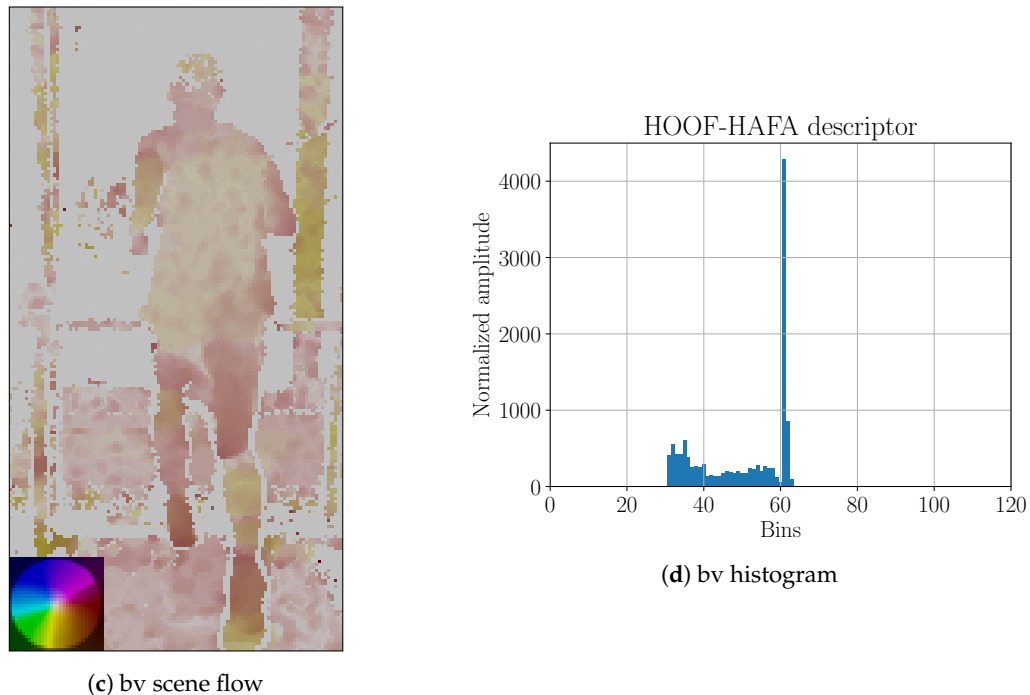 HOOF-HAFA descriptor
Normalized amplitude
4000
3000
2000
1000
0
0 20 40 60 80 100 120
Bins
(d) bv histogram
(c) bv scene flow